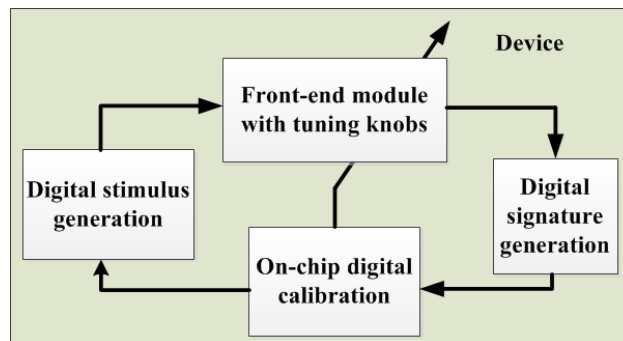 Device
Front-end module
with tuning knobs
Digital stimulus
generation
Digital
signature
generation
On-chip digital
calibration